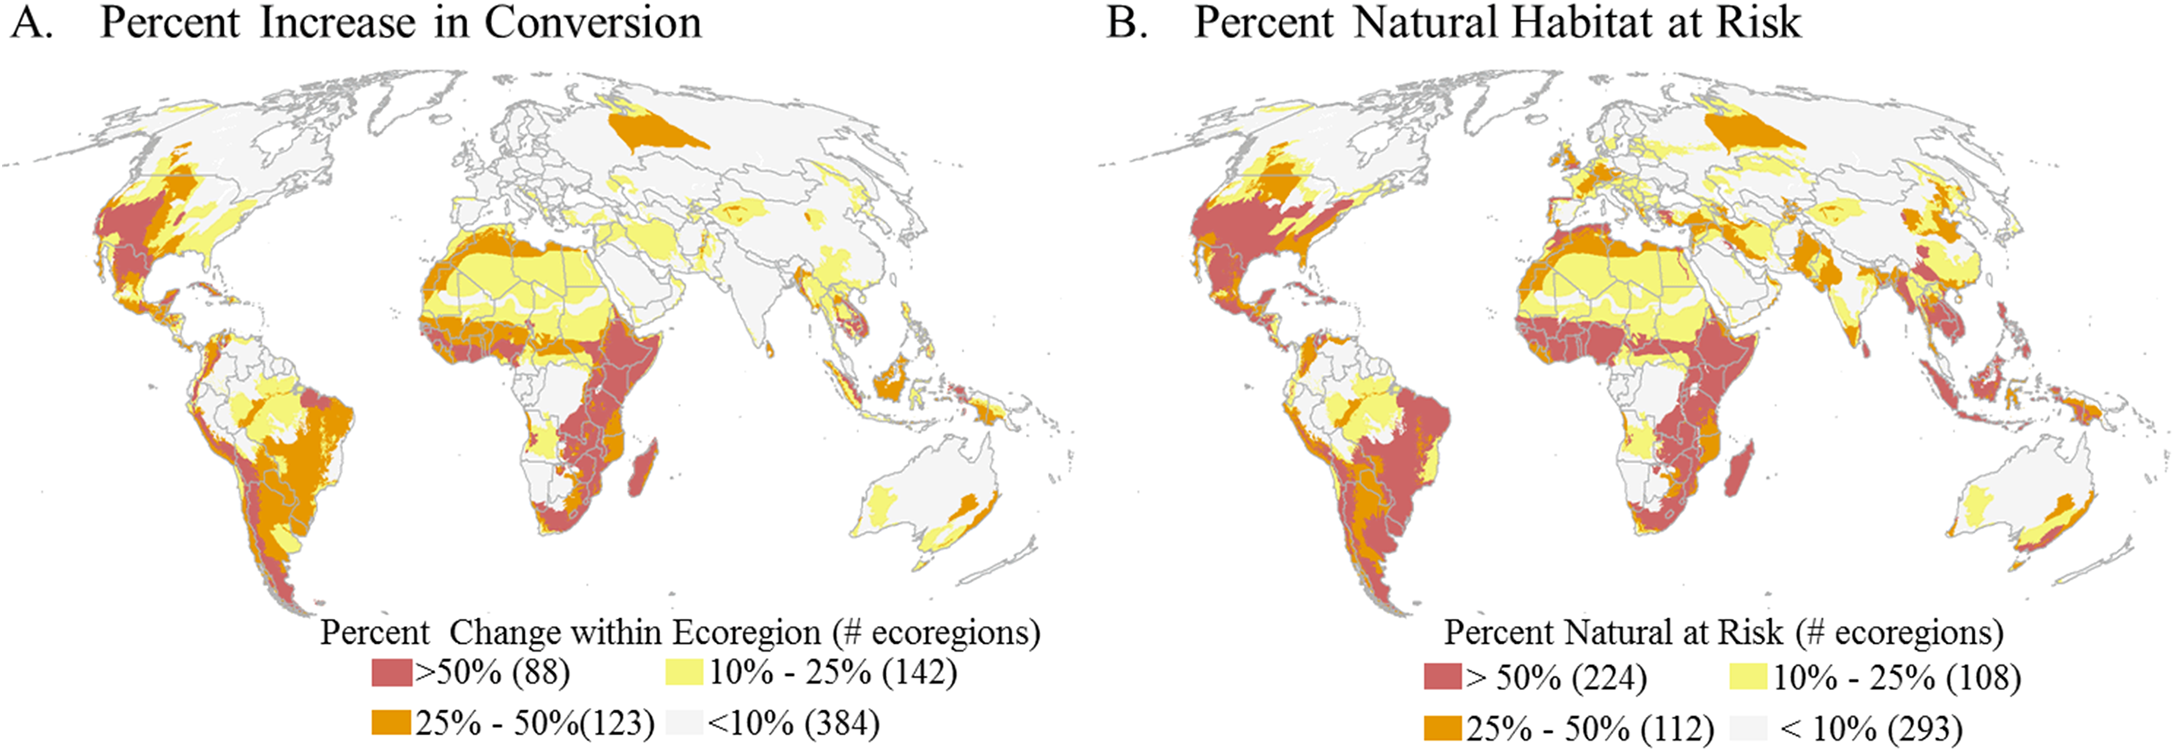 A. Percent Increase in Conversion
B. Percent Natural Habitat at Risk
Percent Change within Ecoregion (# ecoregions)
>50% (88)
10% - 25% (142)
25% - 50%(123)
<10% (384)
Percent Natural at Risk (# ecoregions)
> 50% (224)
10% - 25% (108)
25% - 50% (112)
< 10% (293)